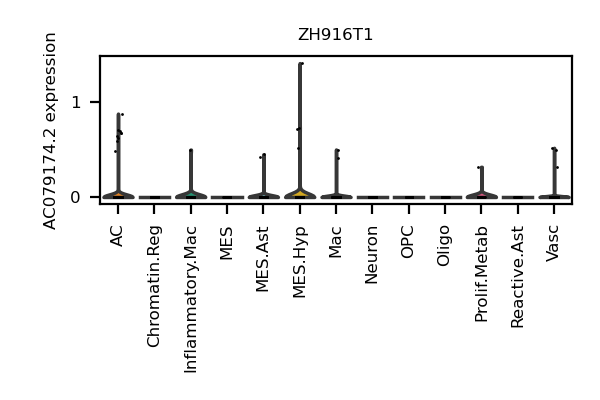 ZH916T1
AC079174.2 expression
1
0
AC
Chromatin.Reg
Inflammatory.Mac
MES
MES.Ast
MES.Hyp
Mac
Neuron
OPC
Oligo
Prolif.Metab
Reactive.Ast
Vasc